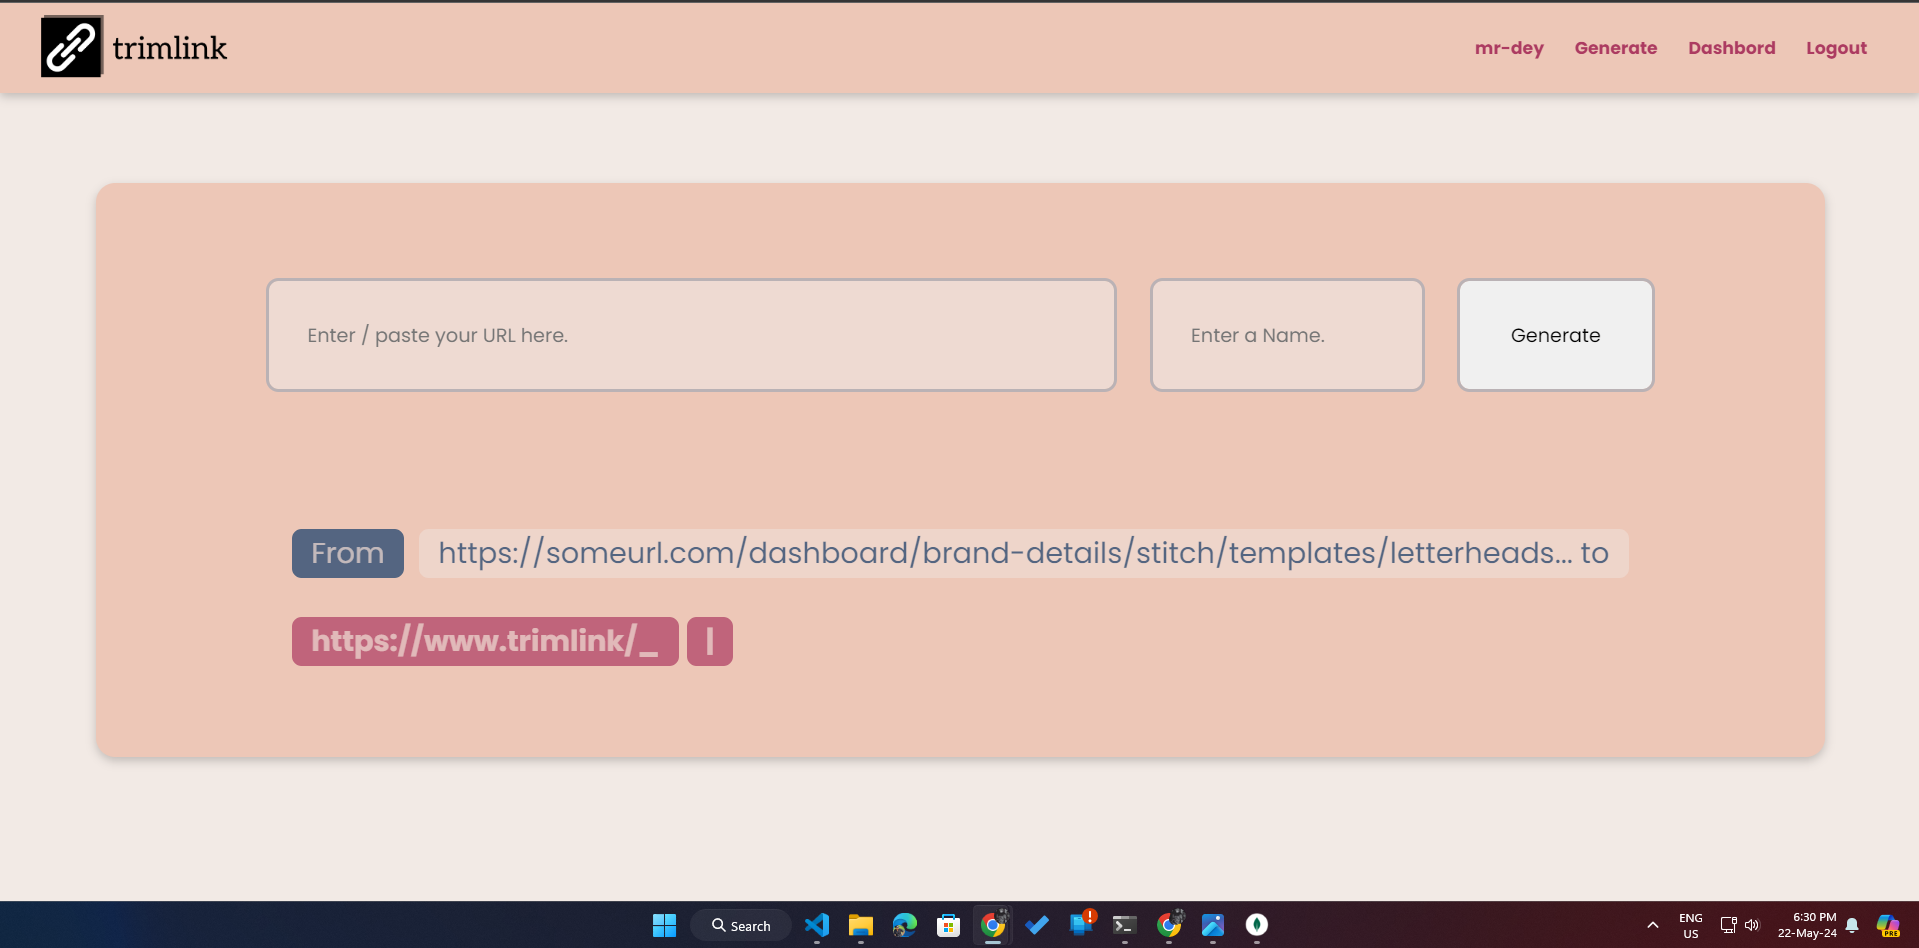 trimlink
mr-dey Generate Dashbord Logout
Enter / paste your URL here. Enter a Name. Generate
From https://someurl.com/dashboard/brand-details/stitch/templates/letterheads... to
https://www.trimlink/_ |
Search
ENG
US
6:30 PM
22-May-24
PRE